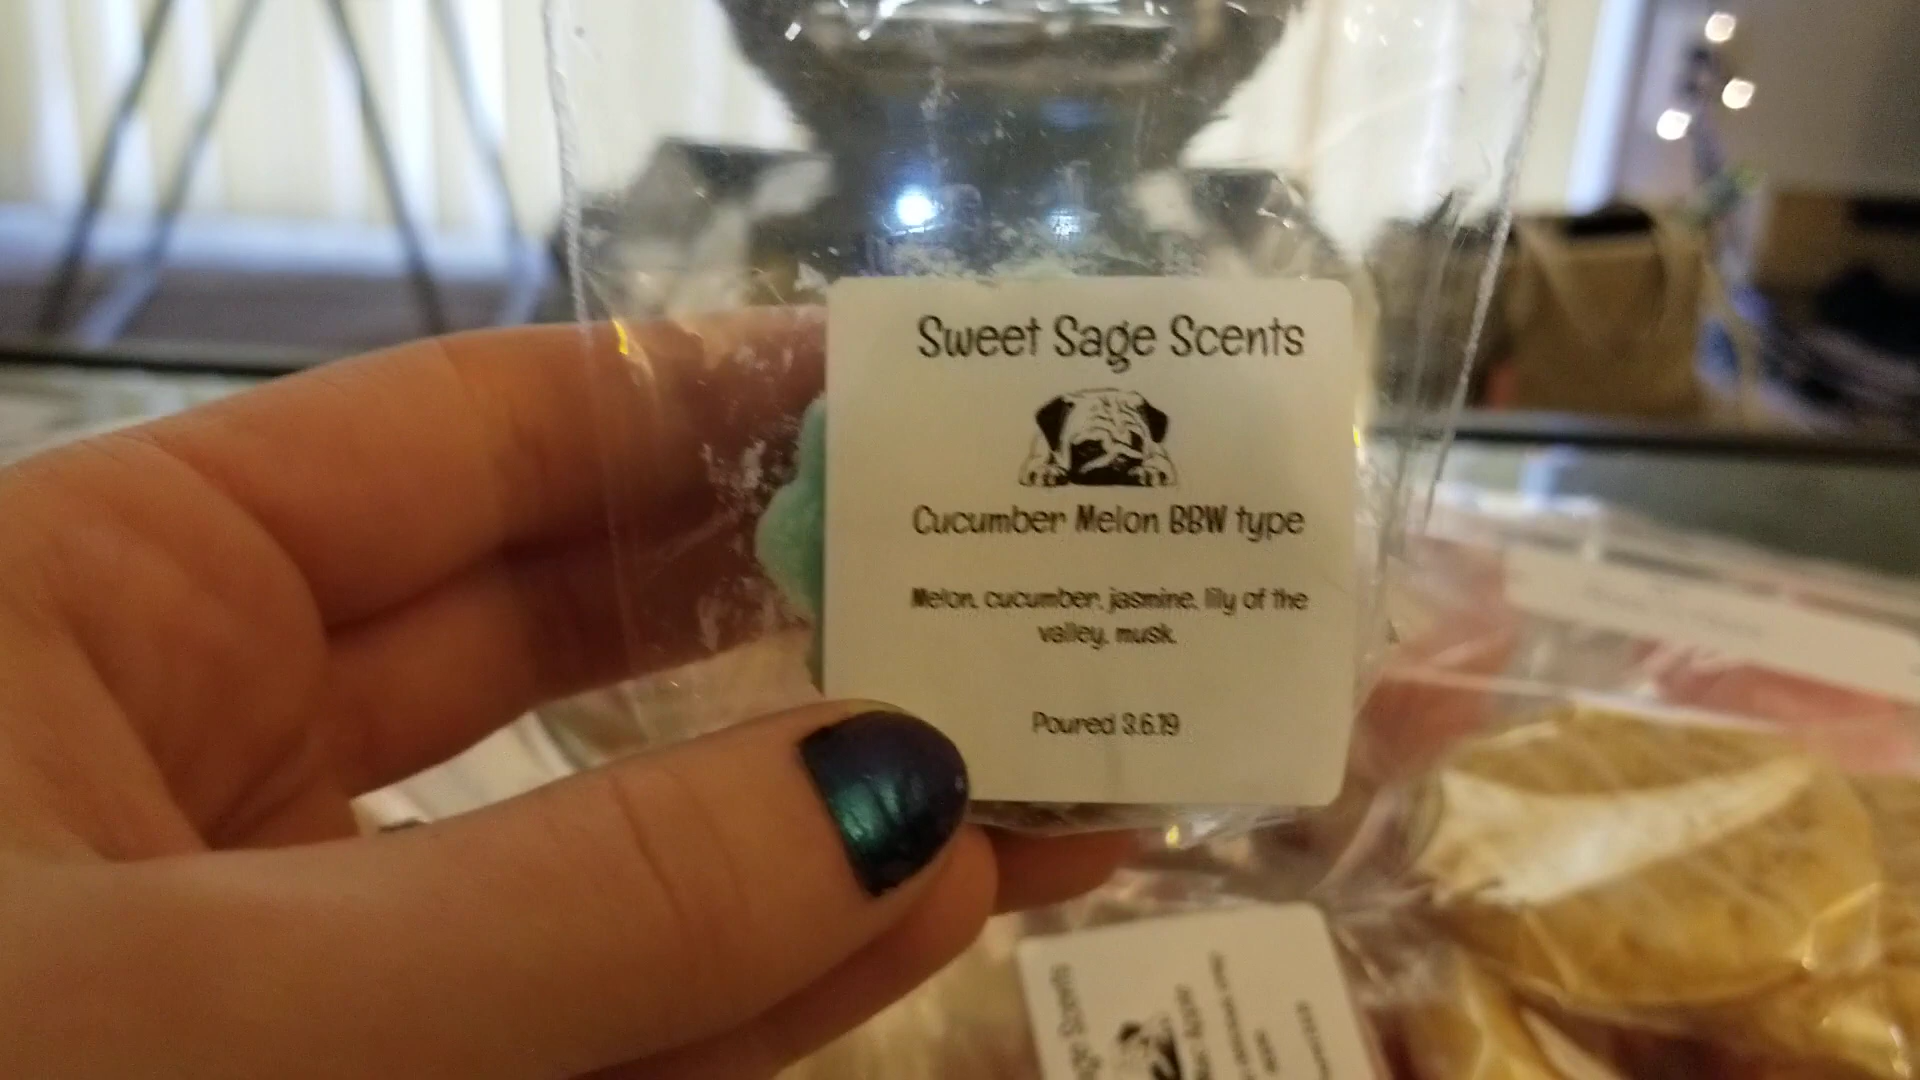 Sweet Sage Scents
Cucumber Melon BBW type
Melon, cucumber, jasmine, lily of the
valley, musk.
Poured 3.6.19